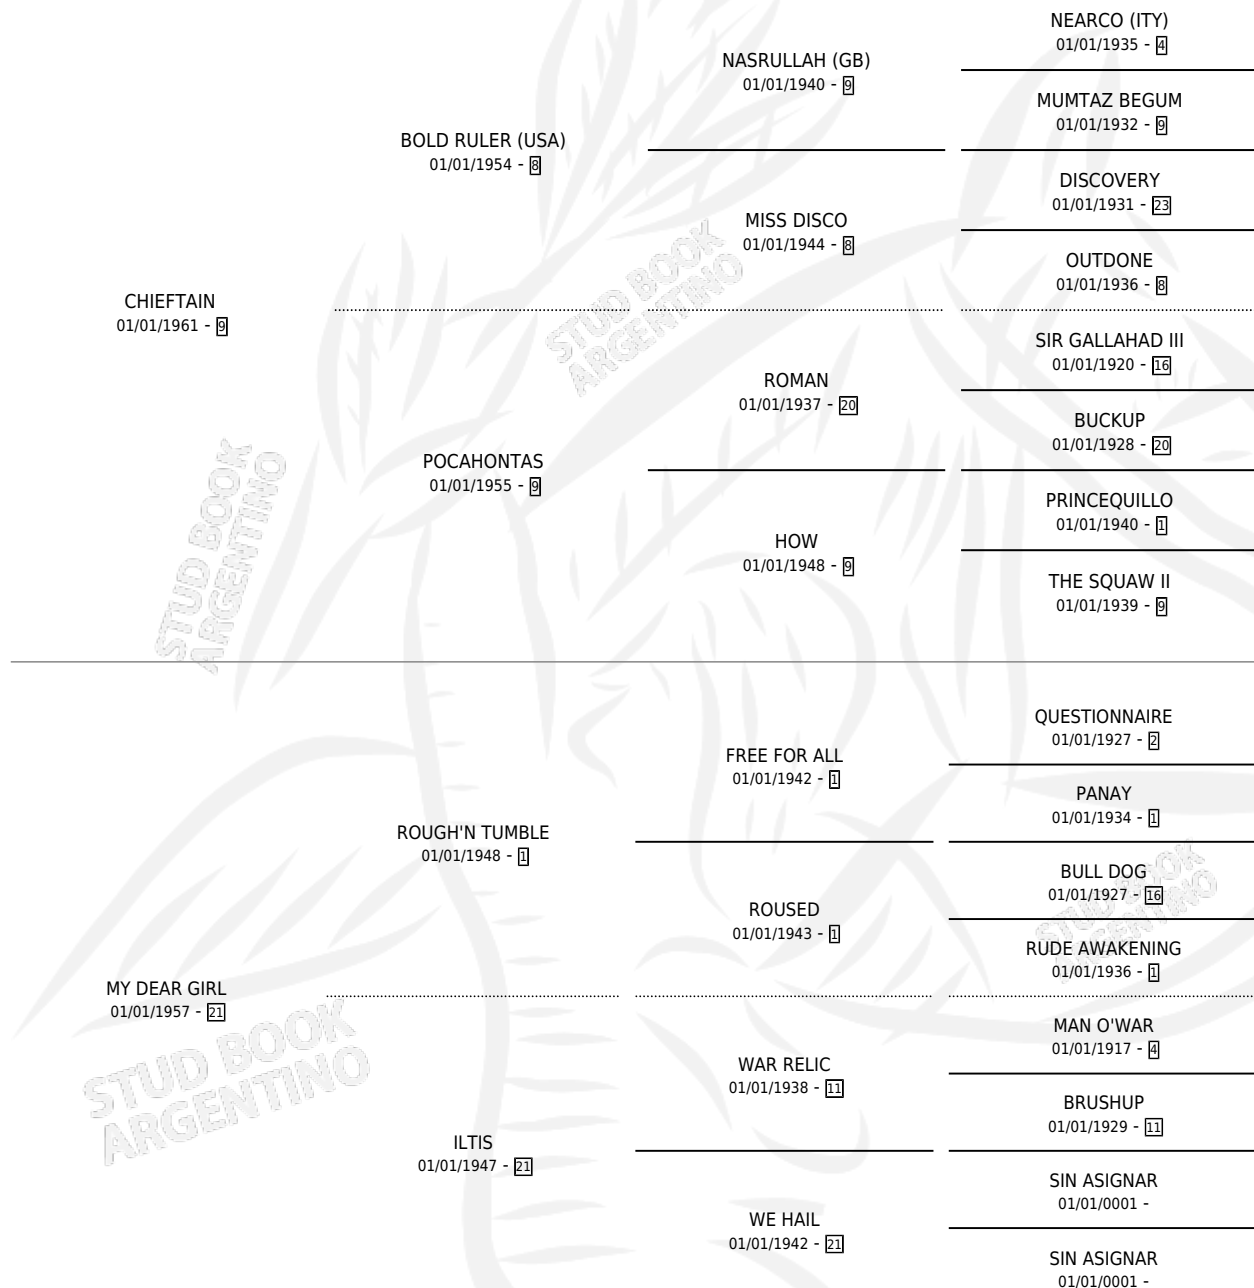 CHIEFTAIN
01/01/1961 - 9
BOLD RULER (USA)
01/01/1954 - 8
NASRULLAH (GB)
01/01/1940 - 9
NEARCO (ITY)
01/01/1935 - 4
MUMTAZ BEGUM
01/01/1932 - 9
MISS DISCO
01/01/1944 - 8
DISCOVERY
01/01/1931 - 23
OUTDONE
01/01/1936 - 8
POCAHONTAS
01/01/1955 - 9
ROMAN
01/01/1937 - 20
SIR GALLAHAD III
01/01/1920 - 16
BUCKUP
01/01/1928 - 20
HOW
01/01/1948 - 9
PRINCEQUILLO
01/01/1940 - 1
THE SQUAW II
01/01/1939 - 9
MY DEAR GIRL
01/01/1957 - 21
ROUGH'N TUMBLE
01/01/1948 - 1
FREE FOR ALL
01/01/1942 - 1
QUESTIONNAIRE
01/01/1927 - 2
PANAY
01/01/1934 - 1
ROUSED
01/01/1943 - 1
BULL DOG
01/01/1927 - 16
RUDE AWAKENING
01/01/1936 - 1
ILTIS
01/01/1947 - 21
WAR RELIC
01/01/1938 - 11
MAN O'WAR
01/01/1917 - 4
BRUSHUP
01/01/1929 - 11
WE HAIL
01/01/1942 - 21
SIN ASIGNAR
01/01/0001 -
SIN ASIGNAR
01/01/0001 -
STUD BOOK
ARGENTINO
STUD BOOK
ARGENTINO
STUD BOOK
ARGENTINO
STUD BOOK
ARGENTINO